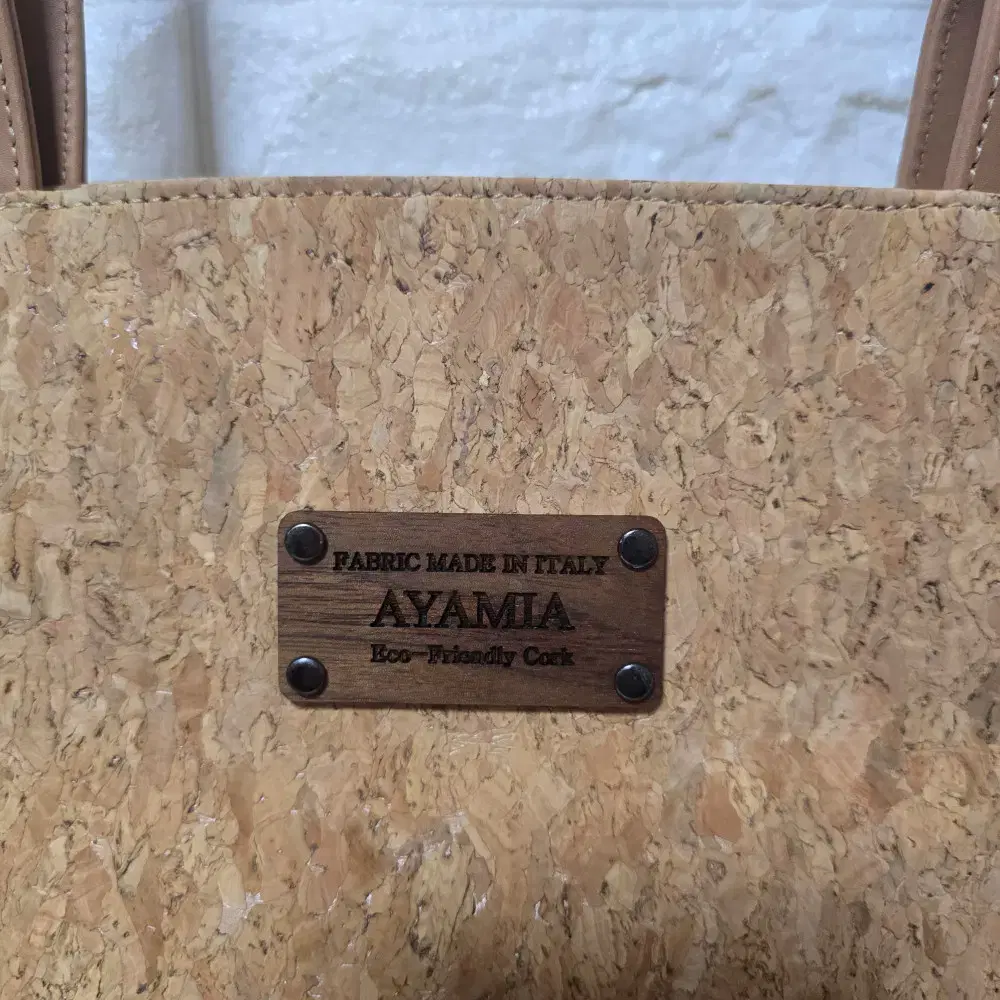 FABRIC MADE IN ITALY
AYAMIA
Eco-Friendly Cork